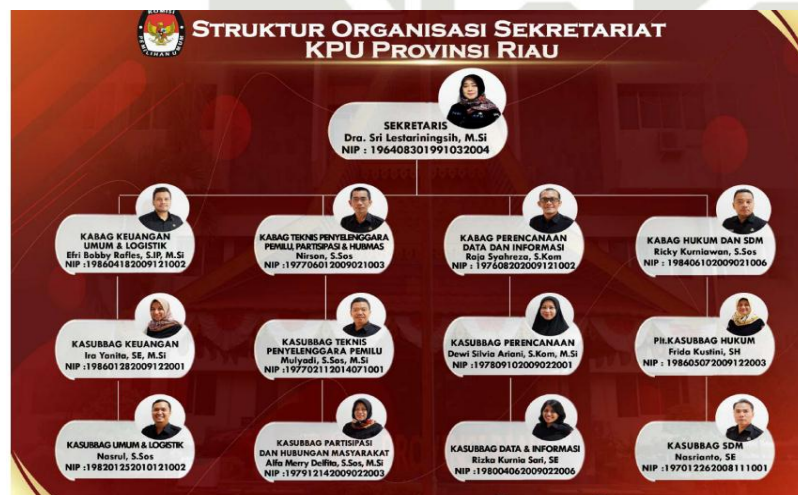 KOMISI
PEMILIHAN UMUM
STRUKTUR ORGANISASI SEKRETARIAT
KPU PROVINSI RIAU
SEKRETARIS
Dra. Sri Lestariningsih, M.Si
NIP : 196408301991032004
KABAG KEUANGAN
UMUM & LOGISTIK
Efri Bobby Rafles, S.IP, M.Si
NIP :198604182009121002
KABAG TEKNIS PENYELENGGARA
PEMILU, PARTISIPASI & HUBMAS
Nirson, S.Sos
NIP :197706012009021003
KABAG PERENCANAAN
DATA DAN INFORMASI
Raja Syahreza, S.Kom
NIP : 197608202009121002
KABAG HUKUM DAN SDM
Ricky Kurniawan, S.Sos
NIP : 198406102009021006
KASUBBAG KEUANGAN
Ira Yanita, SE, M.Si
NIP :198601282009122001
KASUBBAG TEKNIS
PENYELENGGARA PEMILU
Mulyadi, S.Sos, M.Si
NIP :197702112014071001
KASUBBAG PERENCANAAN
Dewi Silvia Ariani, S.Kom, M.Si
NIP :197809102009022001
Plt.KASUBBAG HUKUM
Frida Kustini, SH
NIP : 198605072009122003
KASUBBAG UMUM & LOGISTIK
Nasrul, S.Sos
NIP :198201252010121002
KASUBBAG PARTISIPASI
DAN HUBUNGAN MASYARAKAT
Alfa Merry Delfita, S.Sos, M.Si
NIP :197912142009022003
KASUBBAG DATA & INFORMASI
Rizka Kurnia Sari, SE
NIP :198004062009022006
KASUBBAG SDM
Nasrianto, SE
NIP :197012262008111001